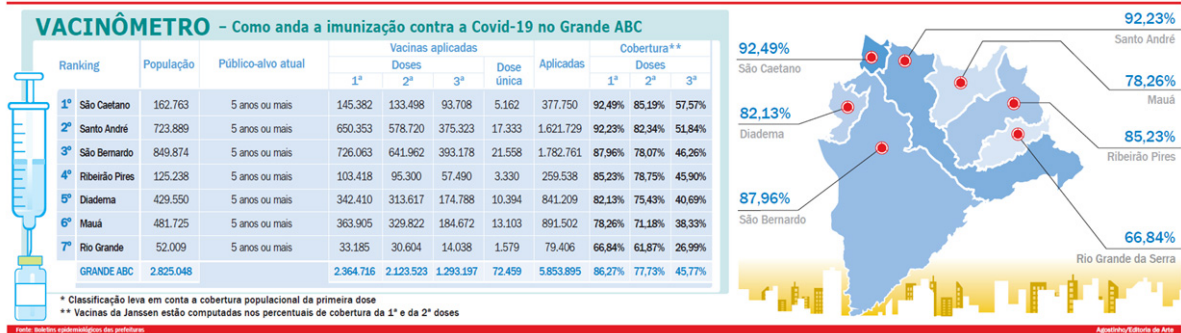 VACINÔMETRO – Como anda a imunização contra a Covid-19 no Grande ABC
Ranking População Público-alvo atual Vacinas aplicadas Aplicadas Cobertura**
Doses Dose única Doses
1ª 2ª 3ª 1ª 2ª 3ª
1º São Caetano 162.763 5 anos ou mais 145.382 133.498 93.708 5.162 377.750 92,49% 85,19% 57,57%
2º Santo André 723.889 5 anos ou mais 650.353 578.720 375.323 17.333 1.621.729 92,23% 82,34% 51,84%
3º São Bernardo 849.874 5 anos ou mais 726.063 641.962 393.178 21.558 1.782.761 87,96% 78,07% 46,26%
4º Ribeirão Pires 125.238 5 anos ou mais 103.418 95.300 57.490 3.330 259.538 85,23% 78,75% 45,90%
5º Diadema 429.550 5 anos ou mais 342.410 313.617 174.788 10.394 841.209 82,13% 75,43% 40,69%
6º Mauá 481.725 5 anos ou mais 363.905 329.822 184.672 13.103 891.502 78,26% 71,18% 38,33%
7º Rio Grande 52.009 5 anos ou mais 33.185 30.604 14.038 1.579 79.406 66,84% 61,87% 26,99%
GRANDE ABC 2.825.048 2.364.716 2.123.523 1.293.197 72.459 5.853.895 86,27% 77,73% 45,77%
* Classificação leva em conta a cobertura populacional da primeira dose
** Vacinas da Janssen estão computadas nos percentuais de cobertura da 1ª e da 2ª doses
92,49%
São Caetano
82,13%
Diadema
87,96%
São Bernardo
92,23%
Santo André
78,26%
Mauá
85,23%
Ribeirão Pires
66,84%
Rio Grande da Serra
Fonte: Boletins epidemiológicos das prefeituras
Agostinho/Editoria de Arte